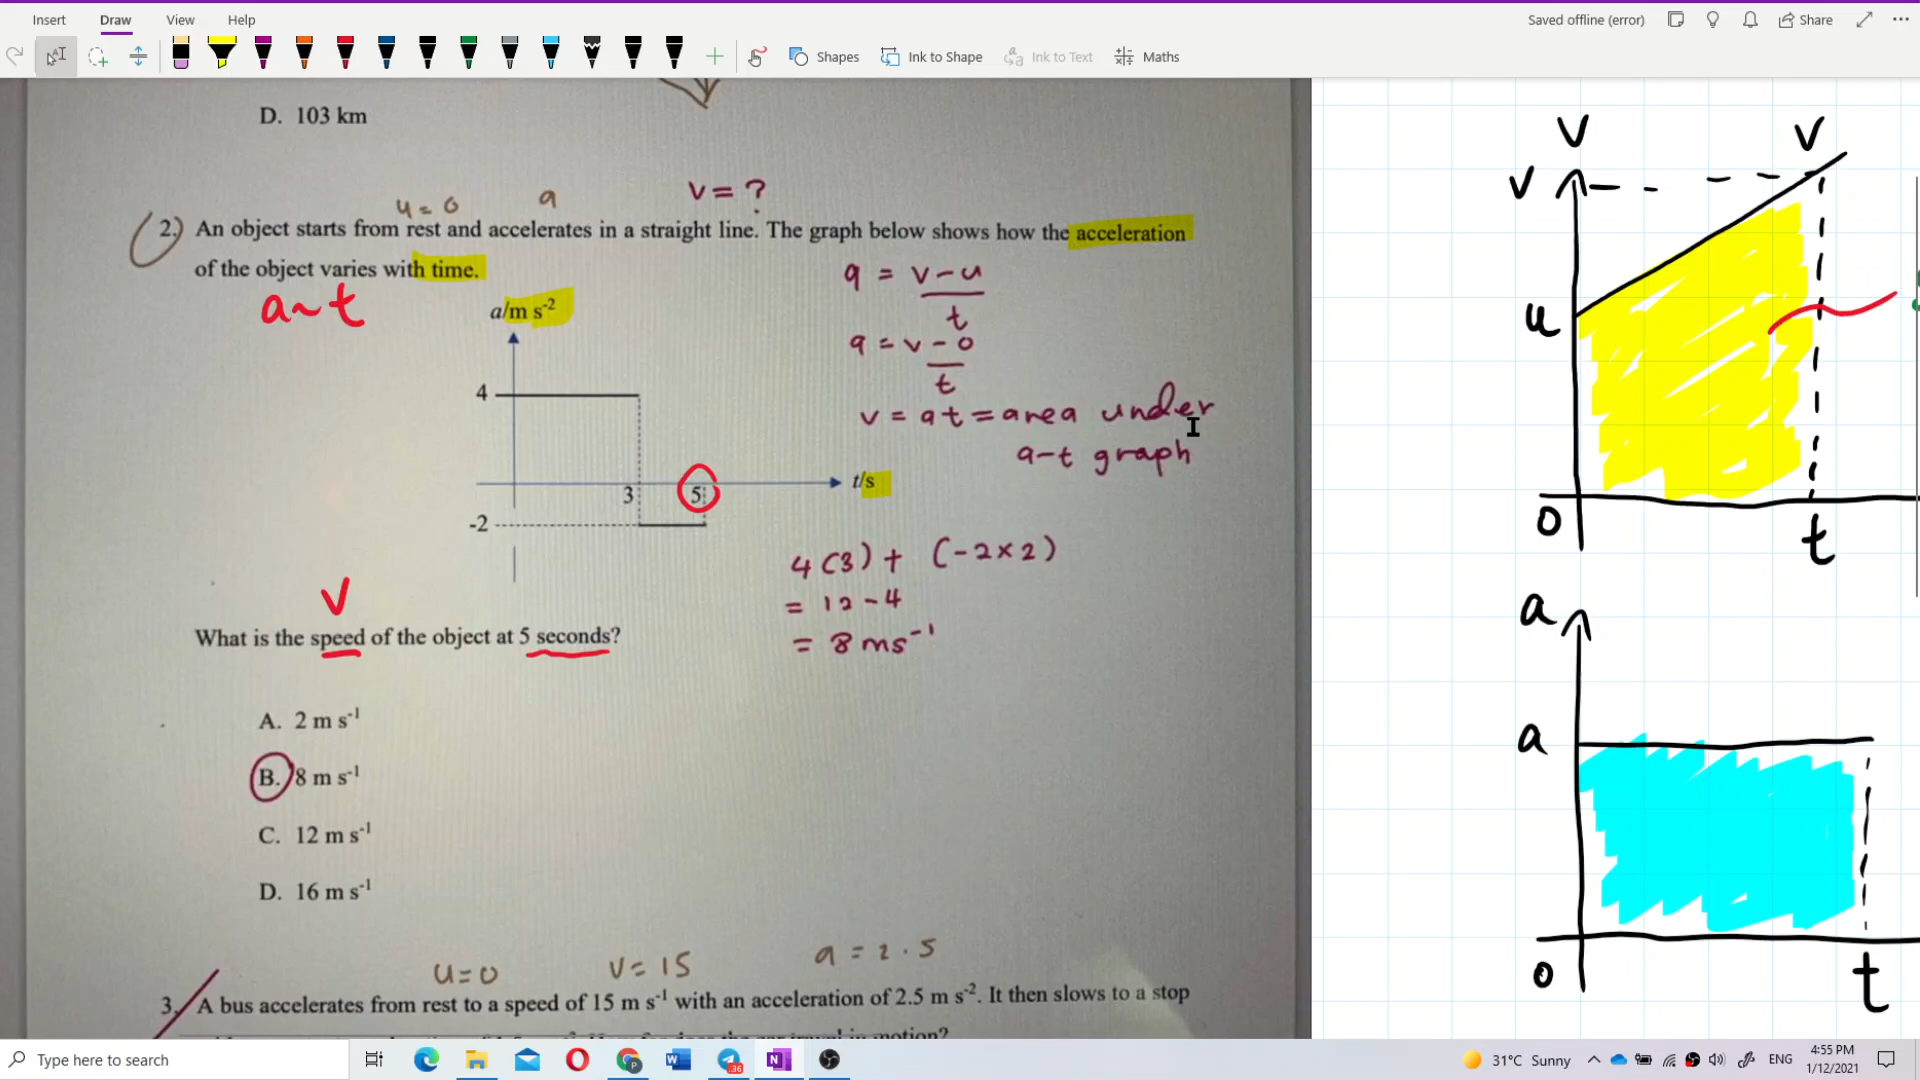 Insert Draw View Help
Saved offline (error) Share
Shapes Ink to Shape Ink to Text Maths
D. 103 km
u = 0 a v = ?
2. An object starts from rest and accelerates in a straight line. The graph below shows how the acceleration
of the object varies with time.
a~t
a/m s⁻²
4
3
5
t/s
-2
a = v-u
t
a = v-0
t
v = at = area under
a-t graph
4(3) + (-2×2)
= 12-4
= 8 ms⁻¹
v
What is the speed of the object at 5 seconds?
A. 2 m s⁻¹
B. 8 m s⁻¹
C. 12 m s⁻¹
D. 16 m s⁻¹
u=0 v=15 a = 2.5
3. A bus accelerates from rest to a speed of 15 m s⁻¹ with an acceleration of 2.5 m s⁻². It then slows to a stop
in motion?
v v
v
u
0
t
a
a
0
t
Type here to search
36
31°C Sunny
ENG
4:55 PM
1/12/2021